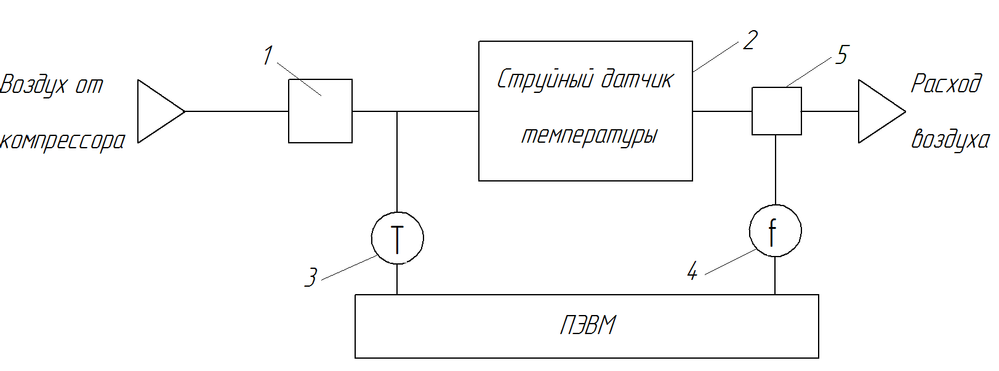 1
2
5
Воздух от
компрессора
Струйный датчик
температуры
Расход
воздуха
T
f
3
4
ПЭВМ